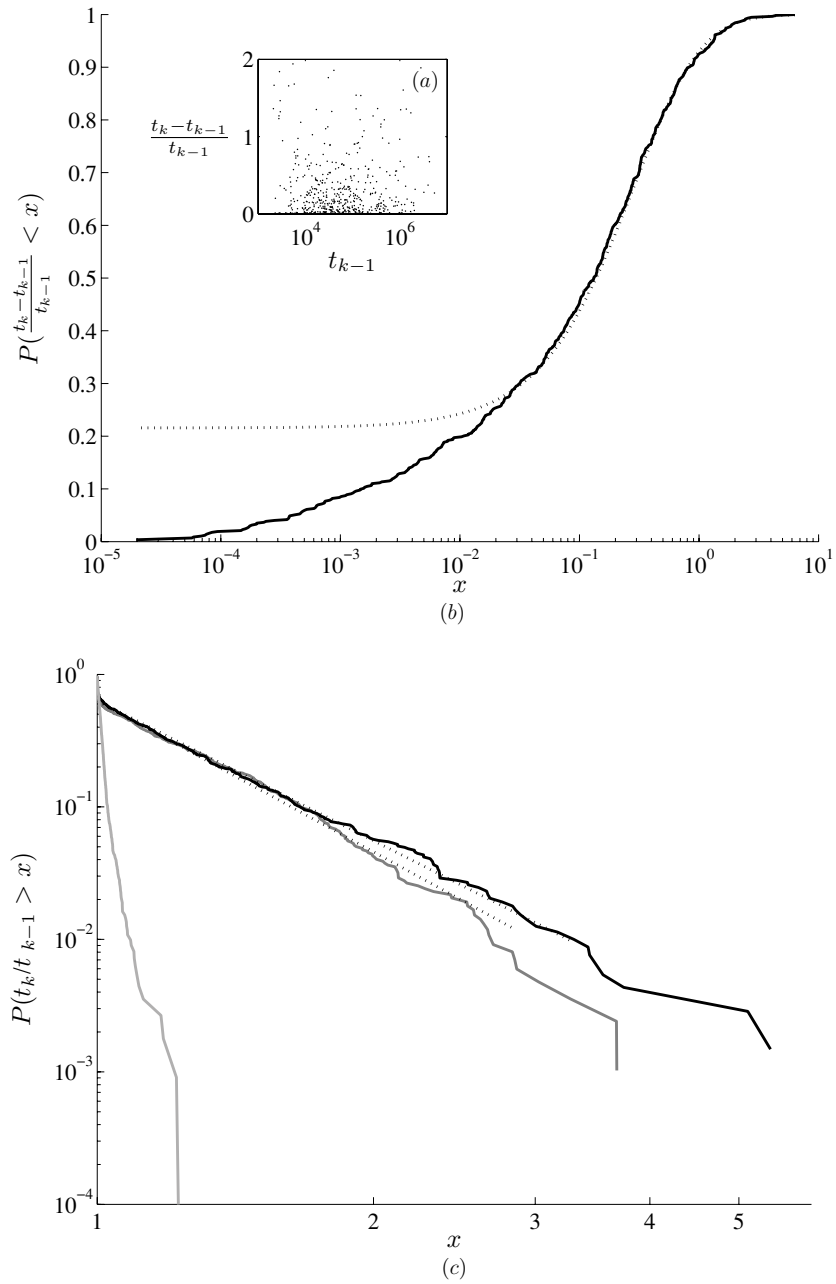 1
0.9
0.8
0.7
0.6
0.5
0.4
0.3
0.2
0.1
0
P(\frac{t_k-t_{k-1}}{t_{k-1}} < x)
10^{-5} 10^{-4} 10^{-3} 10^{-2} 10^{-1} 10^0 10^1
x
(a)
\frac{t_k-t_{k-1}}{t_{k-1}}
2
1
0
10^4 10^6
t_{k-1}
(b)
10^0
10^{-1}
10^{-2}
10^{-3}
10^{-4}
P(t_k/t_{k-1} > x)
1 2 3 4 5
x
(c)